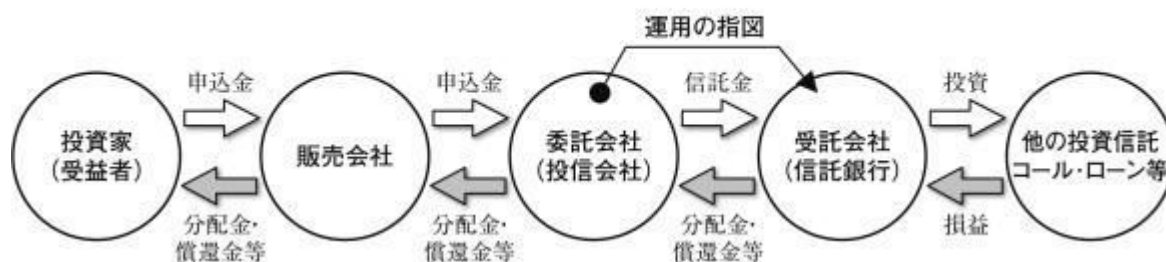 運用の指図
申込金
申込金
信託金
投資
投資家
(受益者)
販売会社
委託会社
(投信会社)
受託会社
(信託銀行)
他の投資信託
コール・ローン等
分配金・
償還金等
分配金・
償還金等
分配金・
償還金等
損益